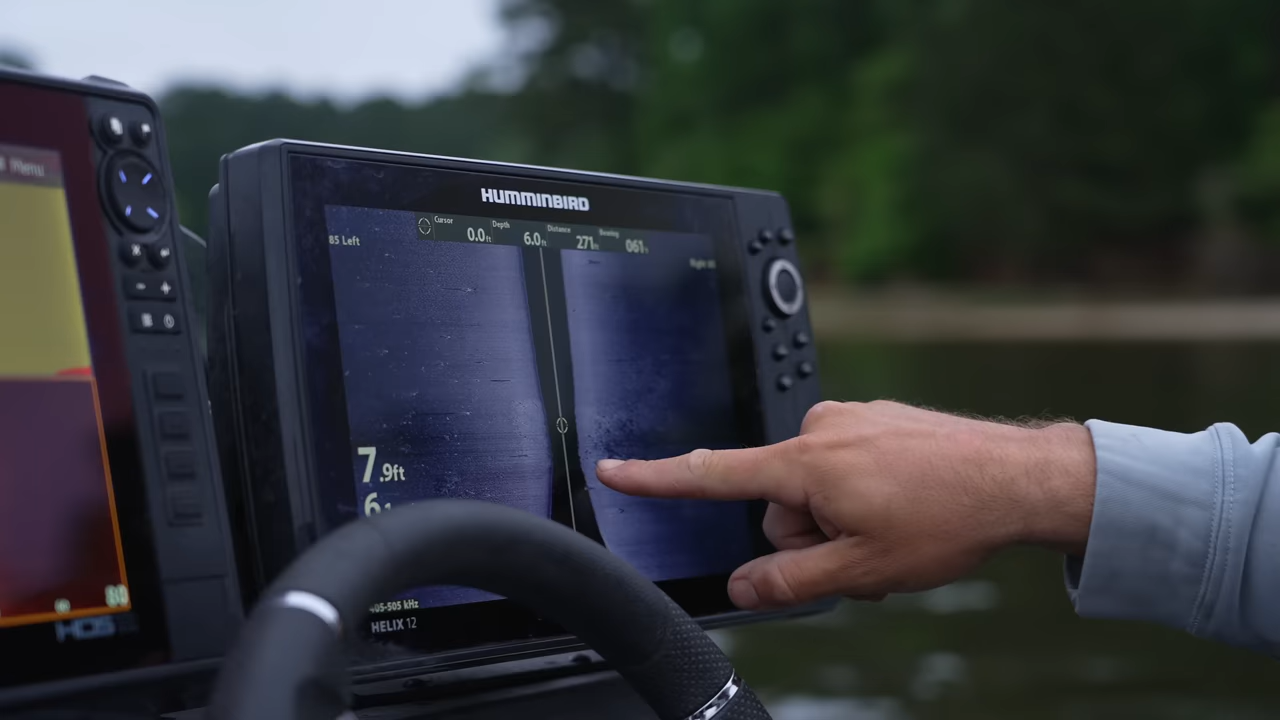 Menu
HUMMINBIRD
Cursor Depth Distance Bearing
0.0ft 6.0ft 271ft 061°
85 Left
7.9ft
405-505 kHz
HELIX 12
HDS